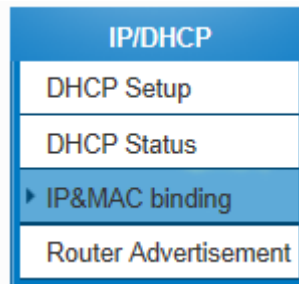 IP/DHCP
DHCP Setup
DHCP Status
IP&MAC binding
Router Advertisement